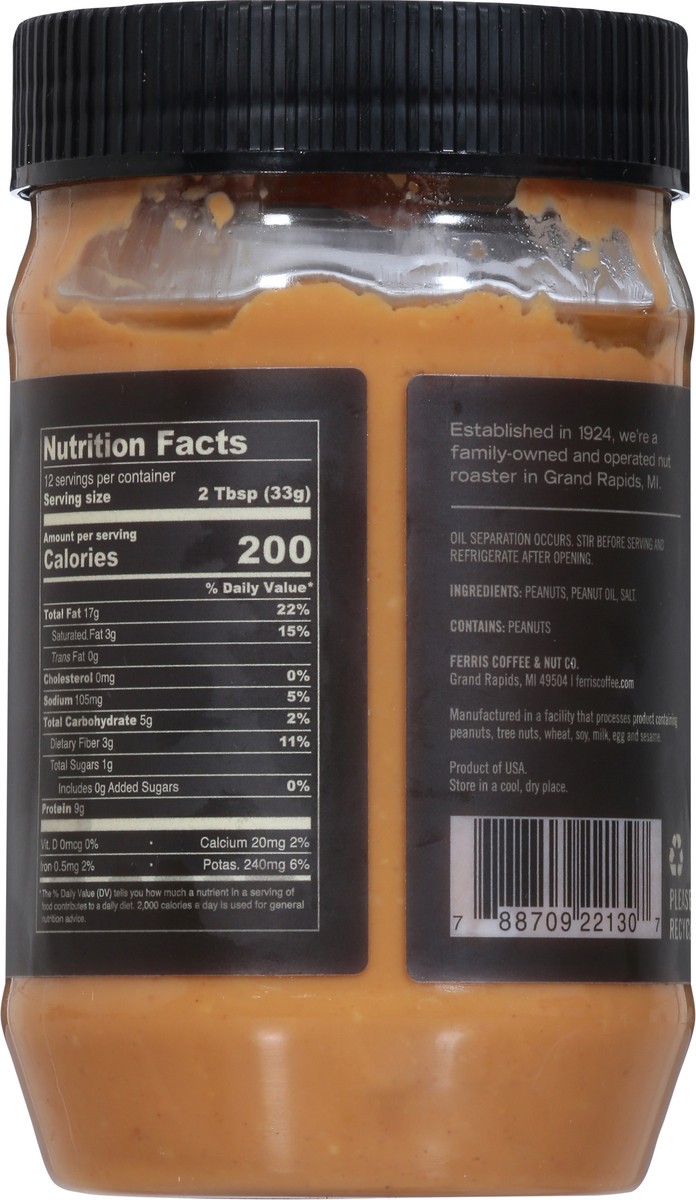 Nutrition Facts
12 servings per container
Serving size 2 Tbsp (33g)
Amount per serving
Calories 200
% Daily Value*
Total Fat 17g 22%
Saturated Fat 3g 15%
Trans Fat 0g
Cholesterol 0mg 0%
Sodium 105mg 5%
Total Carbohydrate 5g 2%
Dietary Fiber 3g 11%
Total Sugars 1g
Includes 0g Added Sugars 0%
Protein 9g
Vit. D 0mcg 0% • Calcium 20mg 2%
Iron 0.5mg 2% • Potas. 240mg 6%
*The % Daily Value (DV) tells you how much a nutrient in a serving of
food contributes to a daily diet. 2,000 calories a day is used for general
nutrition advice.
Established in 1924, we're a
family-owned and operated nut
roaster in Grand Rapids, MI.
OIL SEPARATION OCCURS. STIR BEFORE SERVING AND
REFRIGERATE AFTER OPENING.
INGREDIENTS: PEANUTS, PEANUT OIL, SALT.
CONTAINS: PEANUTS
FERRIS COFFEE & NUT CO.
Grand Rapids, MI 49504 | ferriscoffee.com
Manufactured in a facility that processes product containing
peanuts, tree nuts, wheat, soy, milk, egg and sesame.
Product of USA.
Store in a cool, dry place.
7 88709 22130 7
PLEASE
RECYC